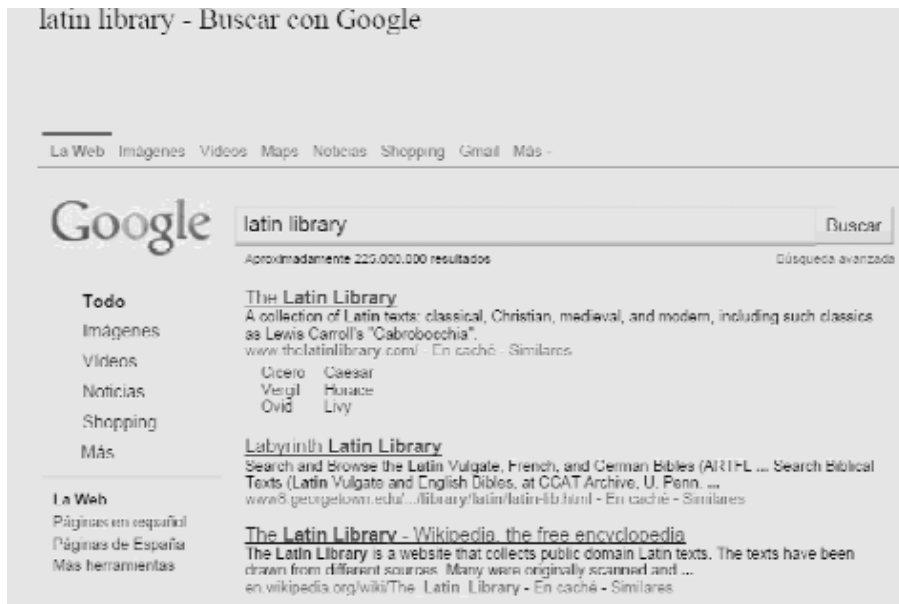 latin library - Buscar con Google
La Web Imágenes Vídeos Maps Noticias Shopping Gmail Más -
Google
latin library
Buscar
Aproximadamente 225.000.000 resultados
Búsqueda avanzada
Todo
Imágenes
Vídeos
Noticias
Shopping
Más
La Web
Páginas en español
Páginas de España
Más herramientas
The Latin Library
A collection of Latin texts: classical, Christian, medieval, and modern, including such classics
as Lewis Carroll's "Gabrobocchia".
www.thelatinlibrary.com/ - En caché - Similares
Cicero Caesar
Vergil Horace
Ovid Livy
Labyrinth Latin Library
Search and Browse the Latin Vulgate, French, and German Bibles (ARTFL ... Search Biblical
Texts (Latin Vulgate and English Bibles, at CCAT Archive, U. Penn. ...
www8.georgetown.edu/.../library/latin/latin-lib.html - En caché - Similares
The Latin Library - Wikipedia, the free encyclopedia
The Latin Library is a website that collects public domain Latin texts. The texts have been
drawn from different sources. Many were originally scanned and ...
en.wikipedia.org/wiki/The_Latin_Library - En caché - Similares